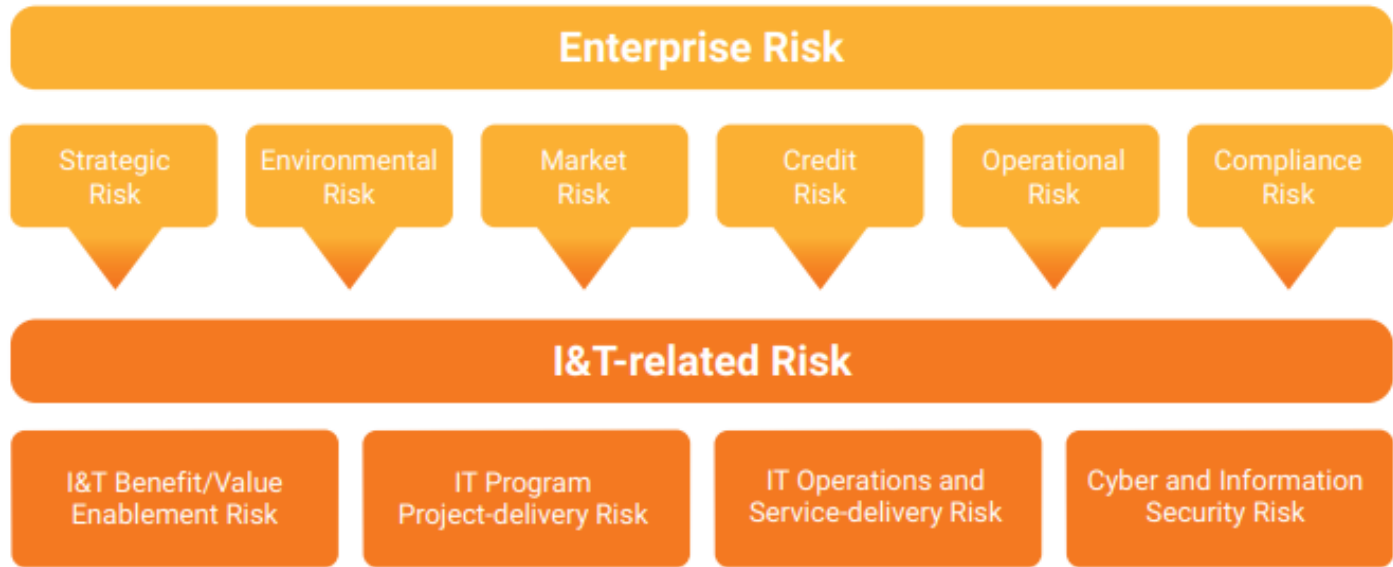 Enterprise Risk
Strategic
Risk
Environmental
Risk
Market
Risk
Credit
Risk
Operational
Risk
Compliance
Risk
I&T-related Risk
I&T Benefit/Value
Enablement Risk
IT Program
Project-delivery Risk
IT Operations and
Service-delivery Risk
Cyber and Information
Security Risk